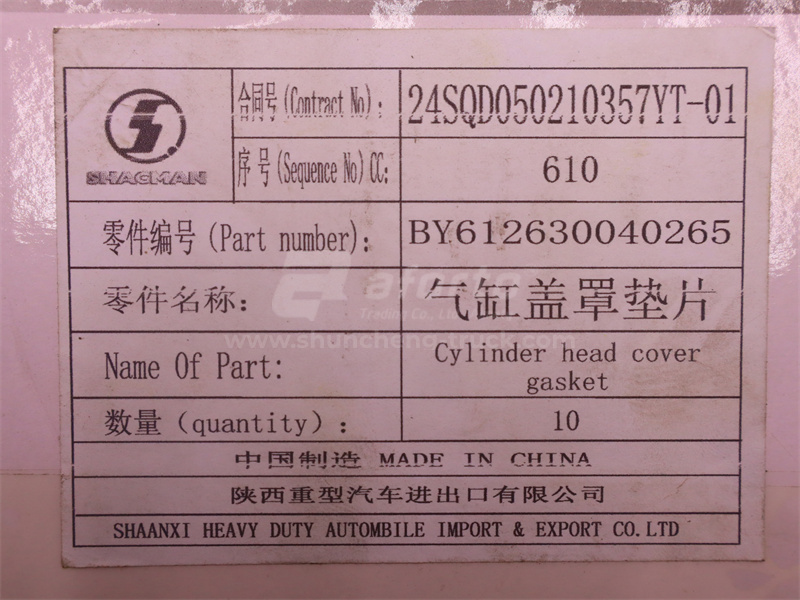 SHACMAN
合同号(Contract No): 24SQD050210357YT-01
序号(Sequence No)CC: 610
零件编号(Part number): BY612630040265
零件名称: 气缸盖罩垫片
Name Of Part: Cylinder head cover
gasket
数量(quantity): 10
中国制造 MADE IN CHINA
陕西重型汽车进出口有限公司
SHAANXI HEAVY DUTY AUTOMBILE IMPORT & EXPORT CO.LTD
Trading Co., Ltd
www.shunchengtruck.com